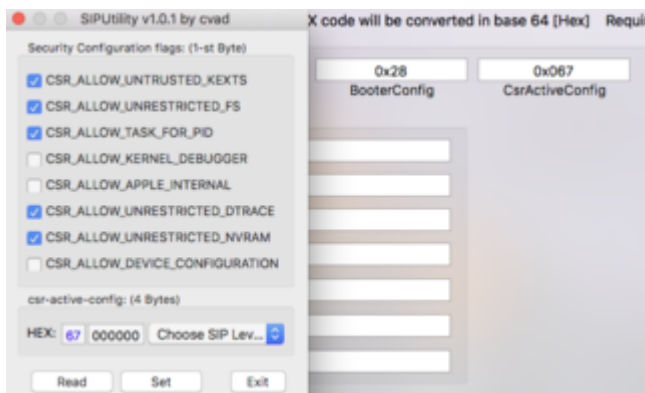 SIPUtility v1.0.1 by cvad
X code will be converted in base 64 [Hex] Requi
Security Configuration flags: (1-st Byte)
CSR_ALLOW_UNTRUSTED_KEXTS
CSR_ALLOW_UNRESTRICTED_FS
CSR_ALLOW_TASK_FOR_PID
CSR_ALLOW_KERNEL_DEBUGGER
CSR_ALLOW_APPLE_INTERNAL
CSR_ALLOW_UNRESTRICTED_DTRACE
CSR_ALLOW_UNRESTRICTED_NVRAM
CSR_ALLOW_DEVICE_CONFIGURATION
csr-active-config: (4 Bytes)
HEX: 67 000000 Choose SIP Lev...
Read Set Exit
0x28 0x067
BooterConfig CsrActiveConfig